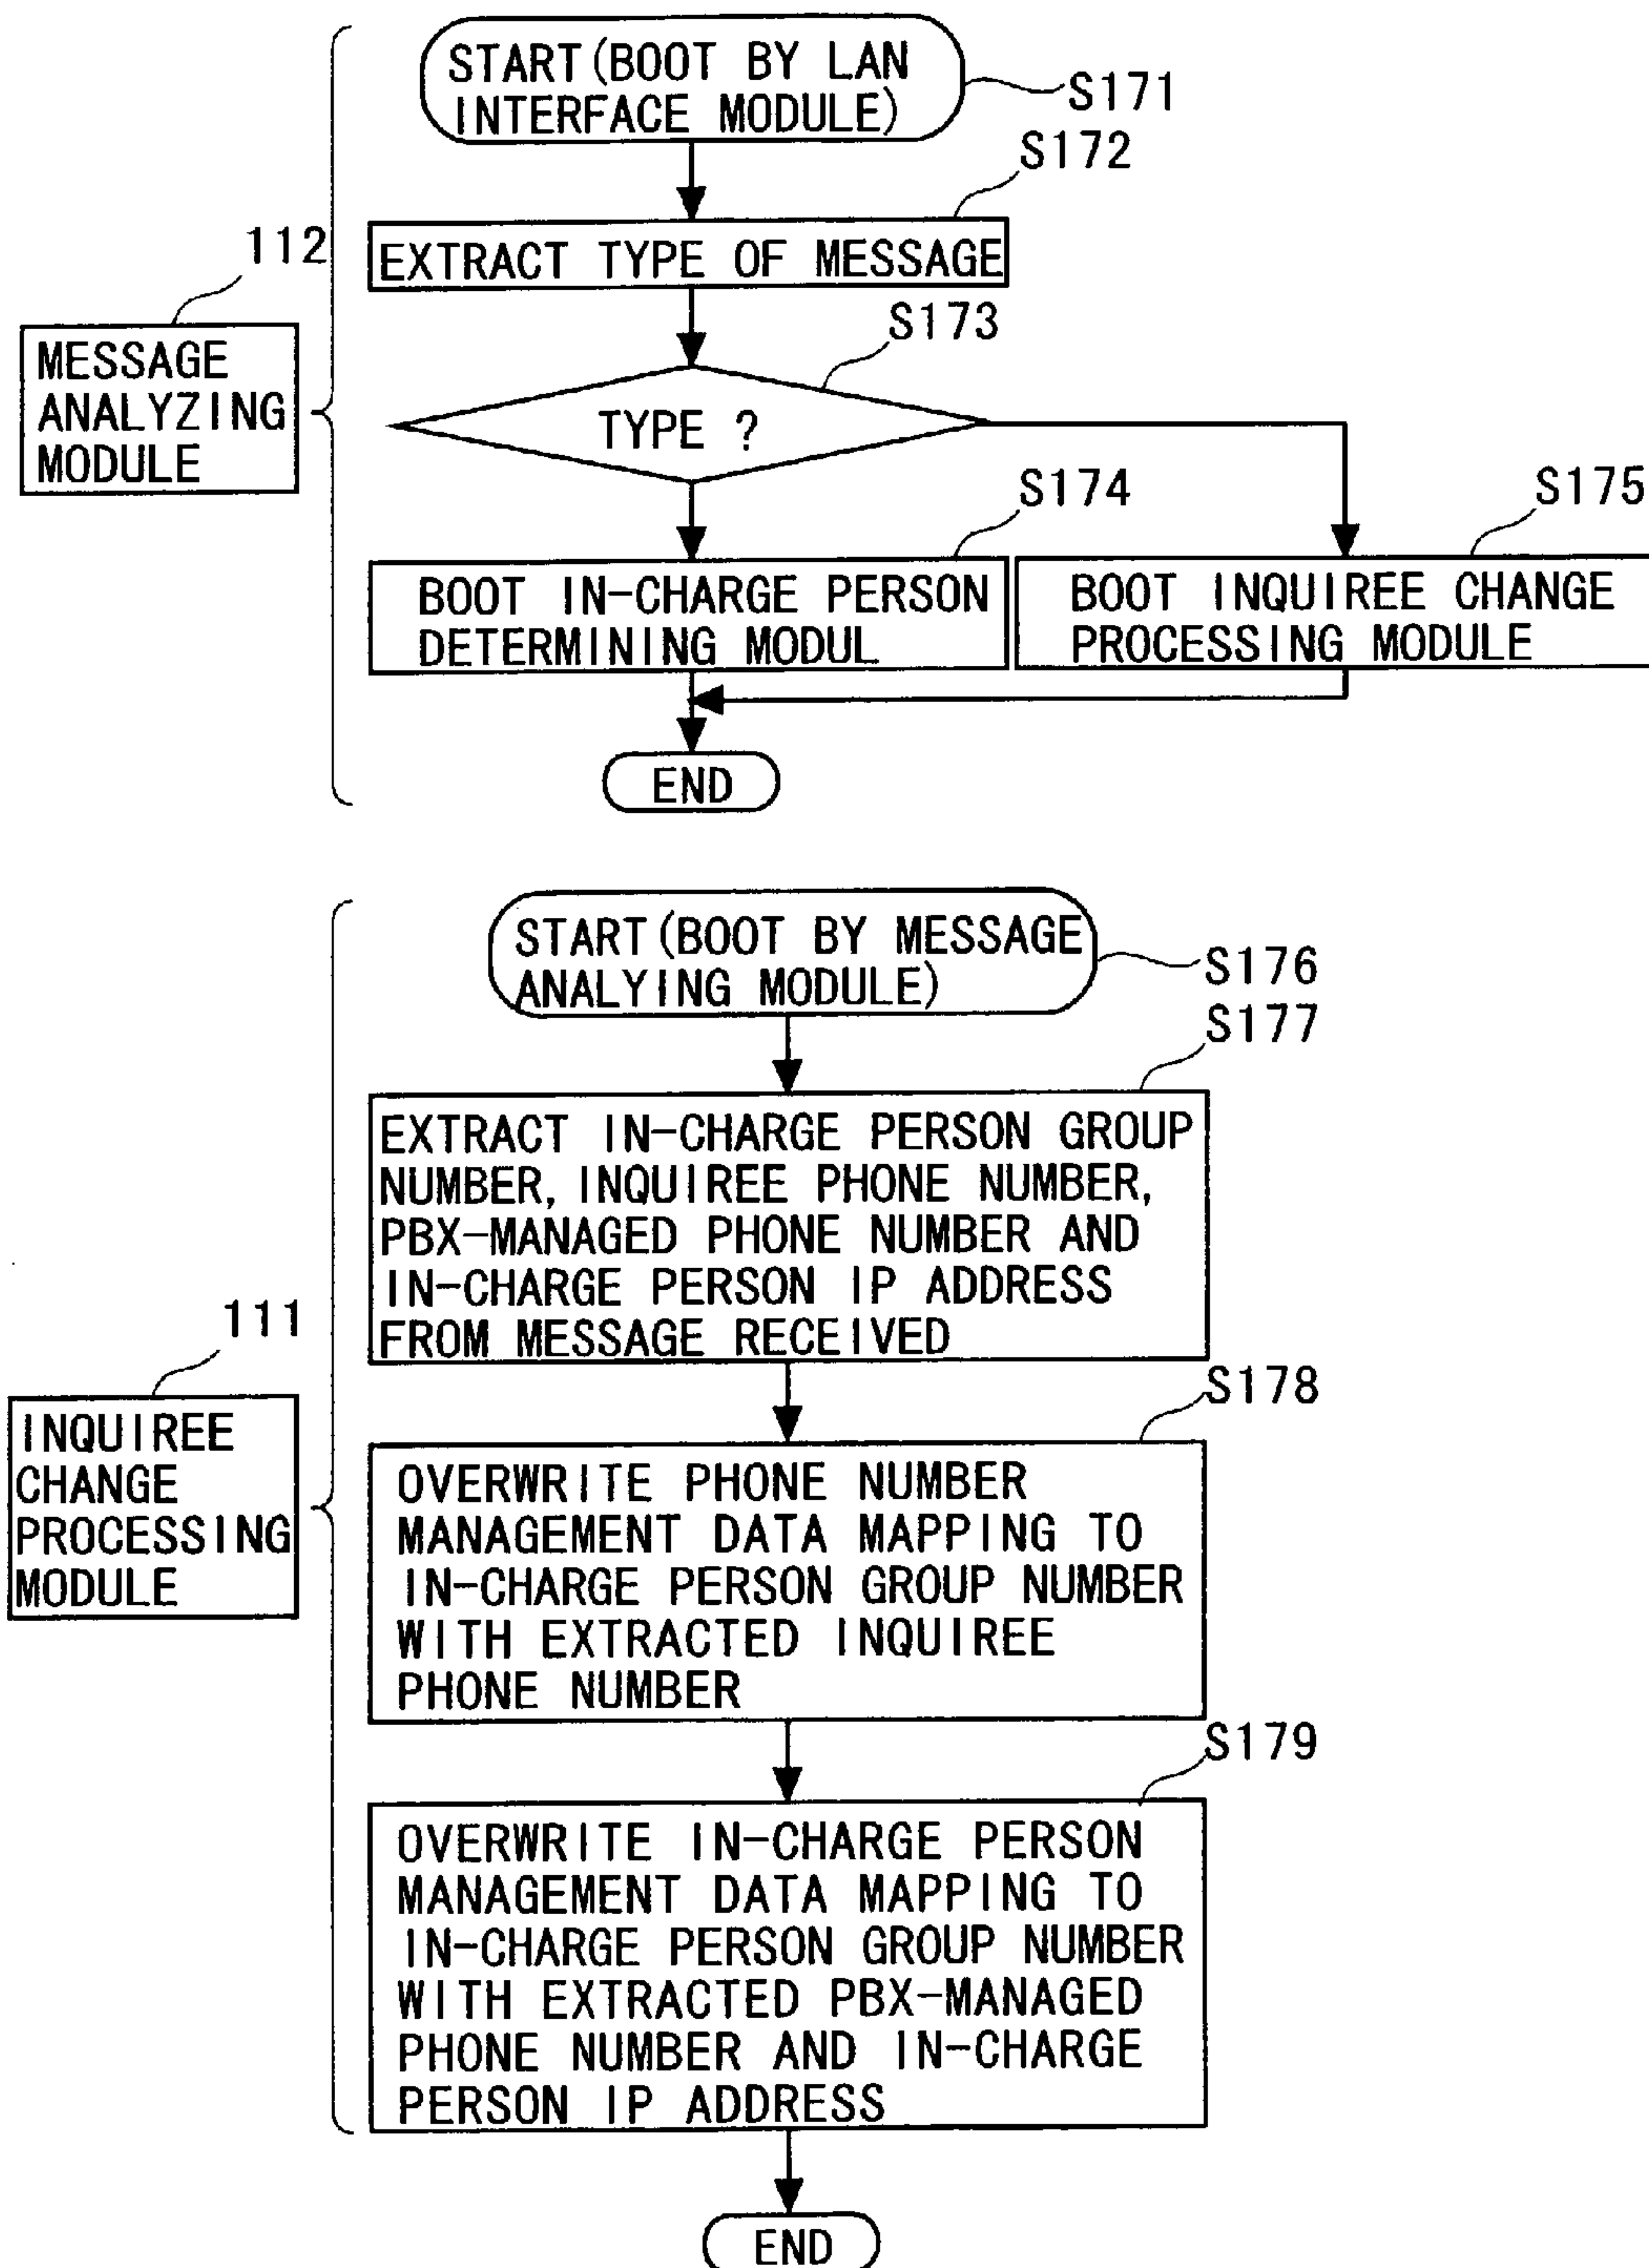 START(BOOT BY LAN
INTERFACE MODULE)
S171
S172
EXTRACT TYPE OF MESSAGE
112
MESSAGE
ANALYZING
MODULE
S173
TYPE ?
S174
BOOT IN-CHARGE PERSON
DETERMINING MODUL
S175
BOOT INQUIREE CHANGE
PROCESSING MODULE
END
START(BOOT BY MESSAGE
ANALYING MODULE)
S176
S177
EXTRACT IN-CHARGE PERSON GROUP
NUMBER, INQUIREE PHONE NUMBER,
PBX-MANAGED PHONE NUMBER AND
IN-CHARGE PERSON IP ADDRESS
FROM MESSAGE RECEIVED
111
INQUIREE
CHANGE
PROCESSING
MODULE
S178
OVERWRITE PHONE NUMBER
MANAGEMENT DATA MAPPING TO
IN-CHARGE PERSON GROUP NUMBER
WITH EXTRACTED INQUIREE
PHONE NUMBER
S179
OVERWRITE IN-CHARGE PERSON
MANAGEMENT DATA MAPPING TO
IN-CHARGE PERSON GROUP NUMBER
WITH EXTRACTED PBX-MANAGED
PHONE NUMBER AND IN-CHARGE
PERSON IP ADDRESS
END